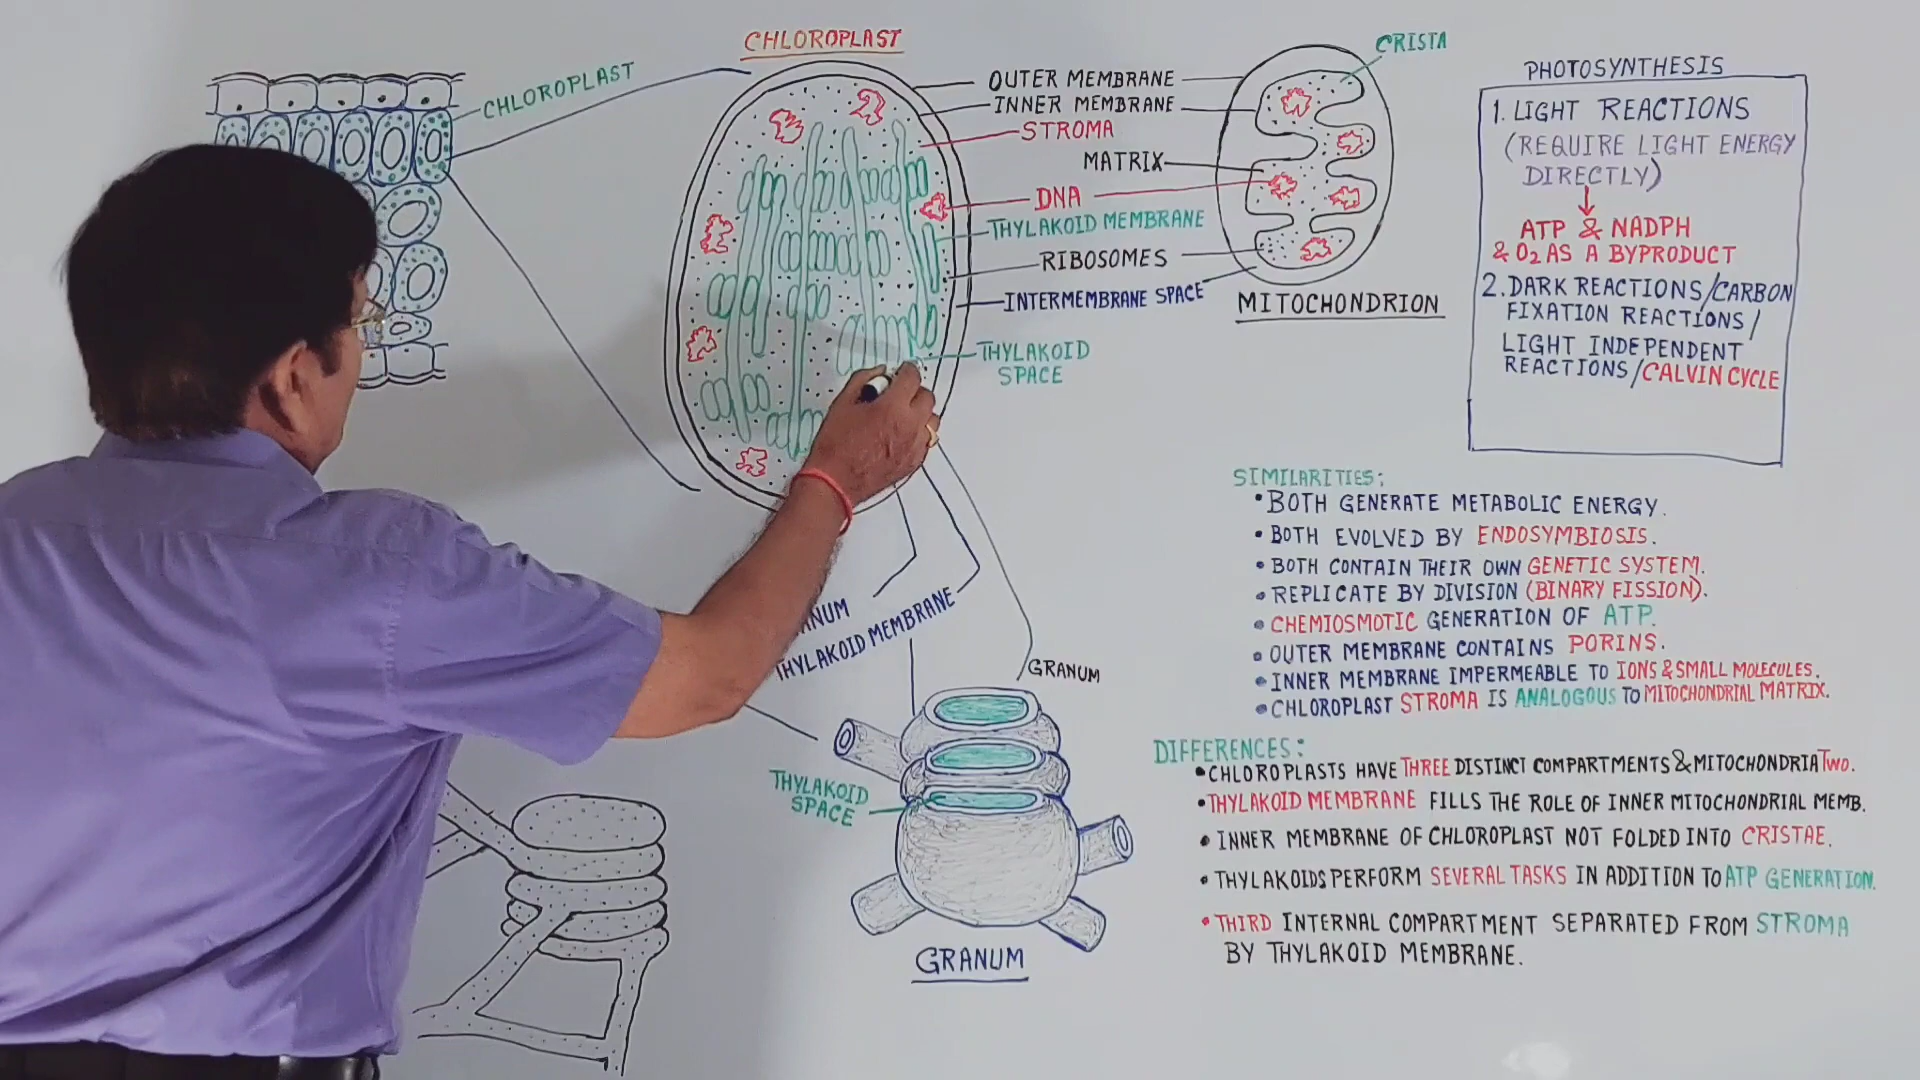 CHLOROPLAST
CHLOROPLAST
OUTER MEMBRANE
INNER MEMBRANE
STROMA
MATRIX
DNA
THYLAKOID MEMBRANE
RIBOSOMES
INTERMEMBRANE SPACE
THYLAKOID
SPACE
CRISTA
MITOCHONDRION
PHOTOSYNTHESIS
1. LIGHT REACTIONS
(REQUIRE LIGHT ENERGY
DIRECTLY)
ATP & NADPH
& O2 AS A BYPRODUCT
2. DARK REACTIONS/CARBON
FIXATION REACTIONS/
LIGHT INDEPENDENT
REACTIONS/CALVIN CYCLE
SIMILARITIES:
• BOTH GENERATE METABOLIC ENERGY.
• BOTH EVOLVED BY ENDOSYMBIOSIS.
• BOTH CONTAIN THEIR OWN GENETIC SYSTEM.
• REPLICATE BY DIVISION (BINARY FISSION).
• CHEMIOSMOTIC GENERATION OF ATP.
• OUTER MEMBRANE CONTAINS PORINS.
• INNER MEMBRANE IMPERMEABLE TO IONS & SMALL MOLECULES.
• CHLOROPLAST STROMA IS ANALOGOUS TO MITOCHONDRIAL MATRIX.
DIFFERENCES:
• CHLOROPLASTS HAVE THREE DISTINCT COMPARTMENTS & MITOCHONDRIA TWO.
• THYLAKOID MEMBRANE FILLS THE ROLE OF INNER MITOCHONDRIAL MEMB.
• INNER MEMBRANE OF CHLOROPLAST NOT FOLDED INTO CRISTAE.
• THYLAKOIDS PERFORM SEVERAL TASKS IN ADDITION TO ATP GENERATION.
• THIRD INTERNAL COMPARTMENT SEPARATED FROM STROMA
BY THYLAKOID MEMBRANE.
THYLAKOID MEMBRANE
GRANUM
THYLAKOID
SPACE
GRANUM